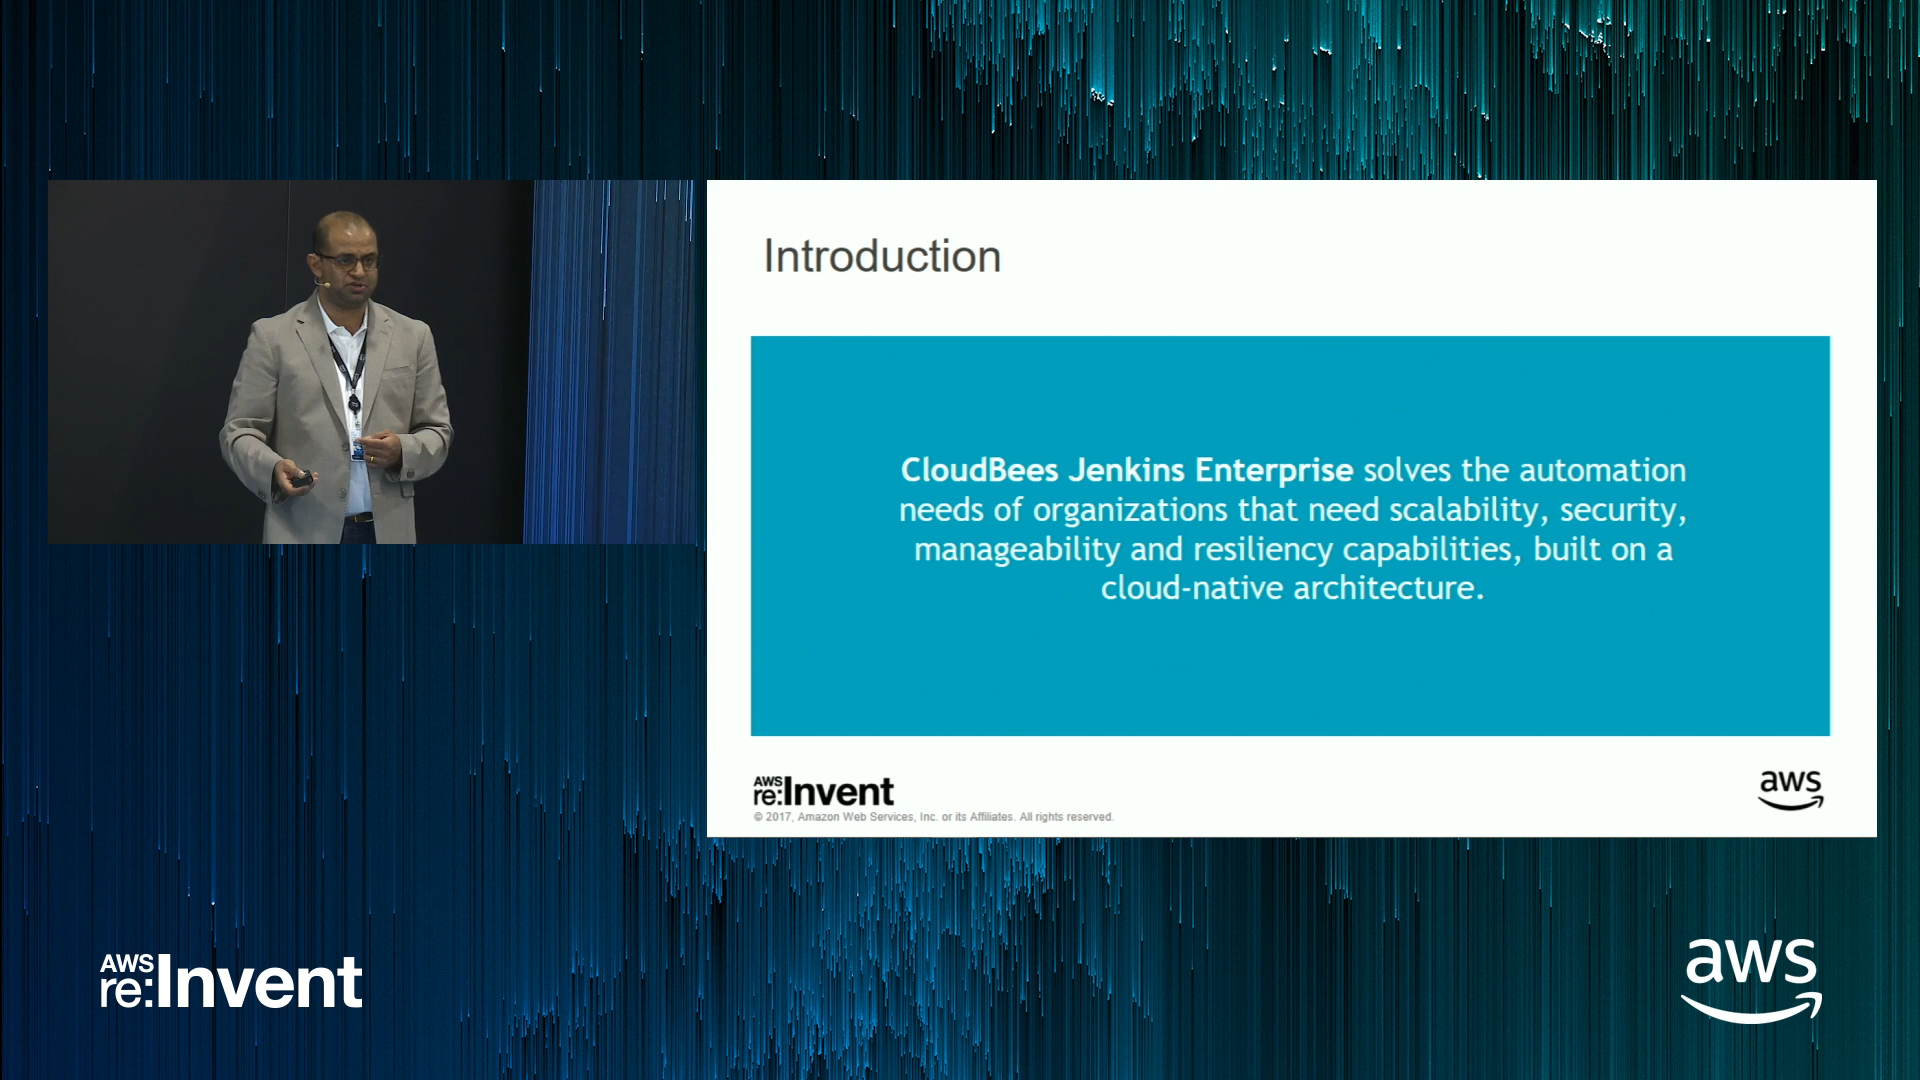 Introduction
CloudBees Jenkins Enterprise solves the automation
needs of organizations that need scalability, security,
manageability and resiliency capabilities, built on a
cloud-native architecture.
AWS
re:Invent
© 2017, Amazon Web Services, Inc. or its Affiliates. All rights reserved.
aws
AWS
re:Invent
aws